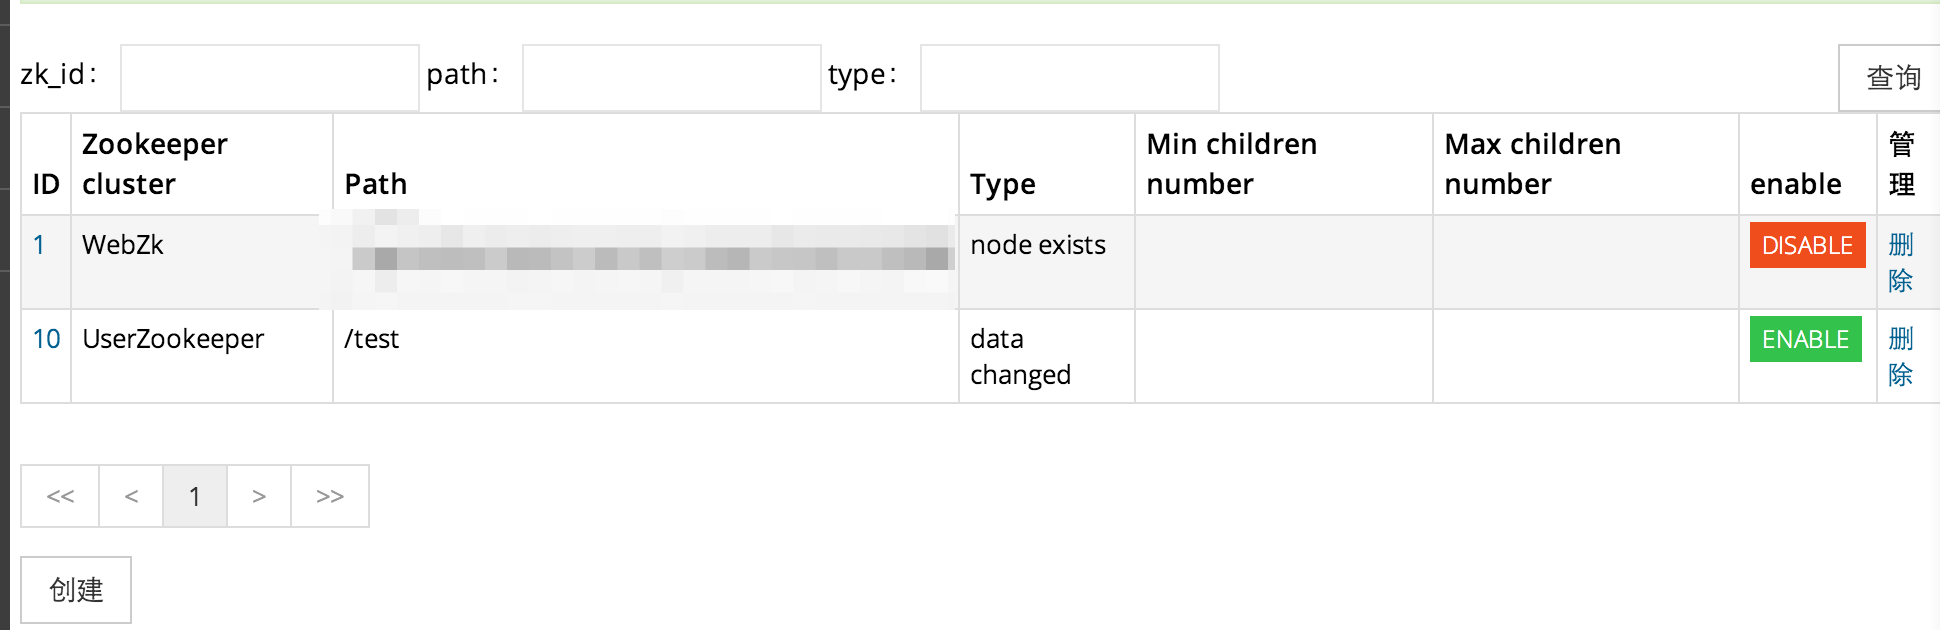 zk_id: path: type: 查询
ID Zookeeper cluster Path Type Min children number Max children number enable 管理
1 WebZk node exists DISABLE 删除
10 UserZookeeper /test data changed ENABLE 删除
<< < 1 > >>
创建